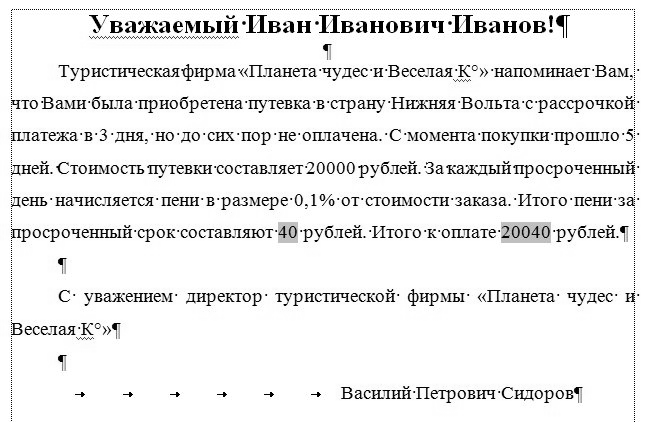 Уважаемый Иван Иванович Иванов!
Туристическая фирма «Планета чудес и Веселая К°» напоминает Вам,
что Вами была приобретена путевка в страну Нижняя Вольта с рассрочкой
платежа в 3 дня, но до сих пор не оплачена. С момента покупки прошло 5
дней. Стоимость путевки составляет 20000 рублей. За каждый просроченный
день начисляется пени в размере 0,1% от стоимости заказа. Итого пени за
просроченный срок составляют 40 рублей. Итого к оплате 20040 рублей.
С уважением директор туристической фирмы «Планета чудес и
Веселая К°»
Василий Петрович Сидоров